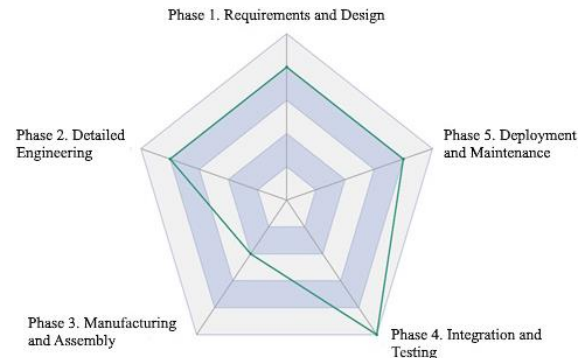 Phase 1. Requirements and Design
Phase 2. Detailed
Engineering
Phase 5. Deployment
and Maintenance
Phase 3. Manufacturing
and Assembly
Phase 4. Integration and
Testing